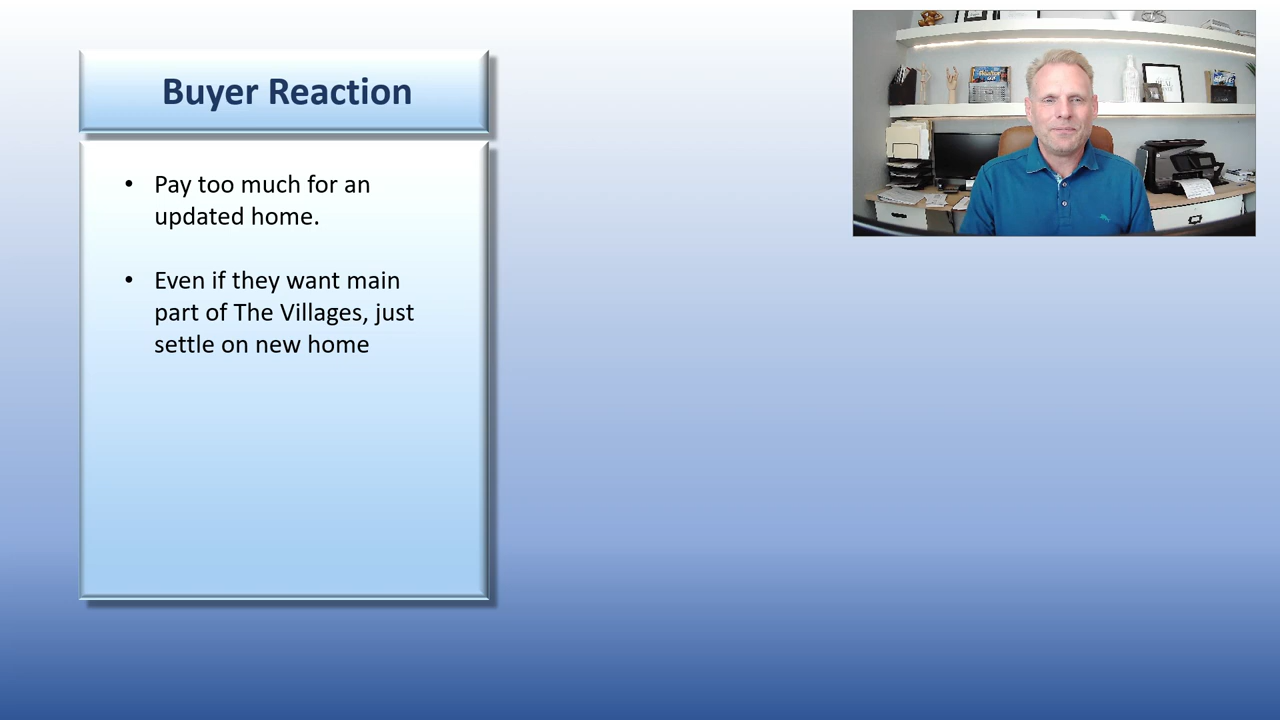 Buyer Reaction
• Pay too much for an
updated home.
• Even if they want main
part of The Villages, just
settle on new home